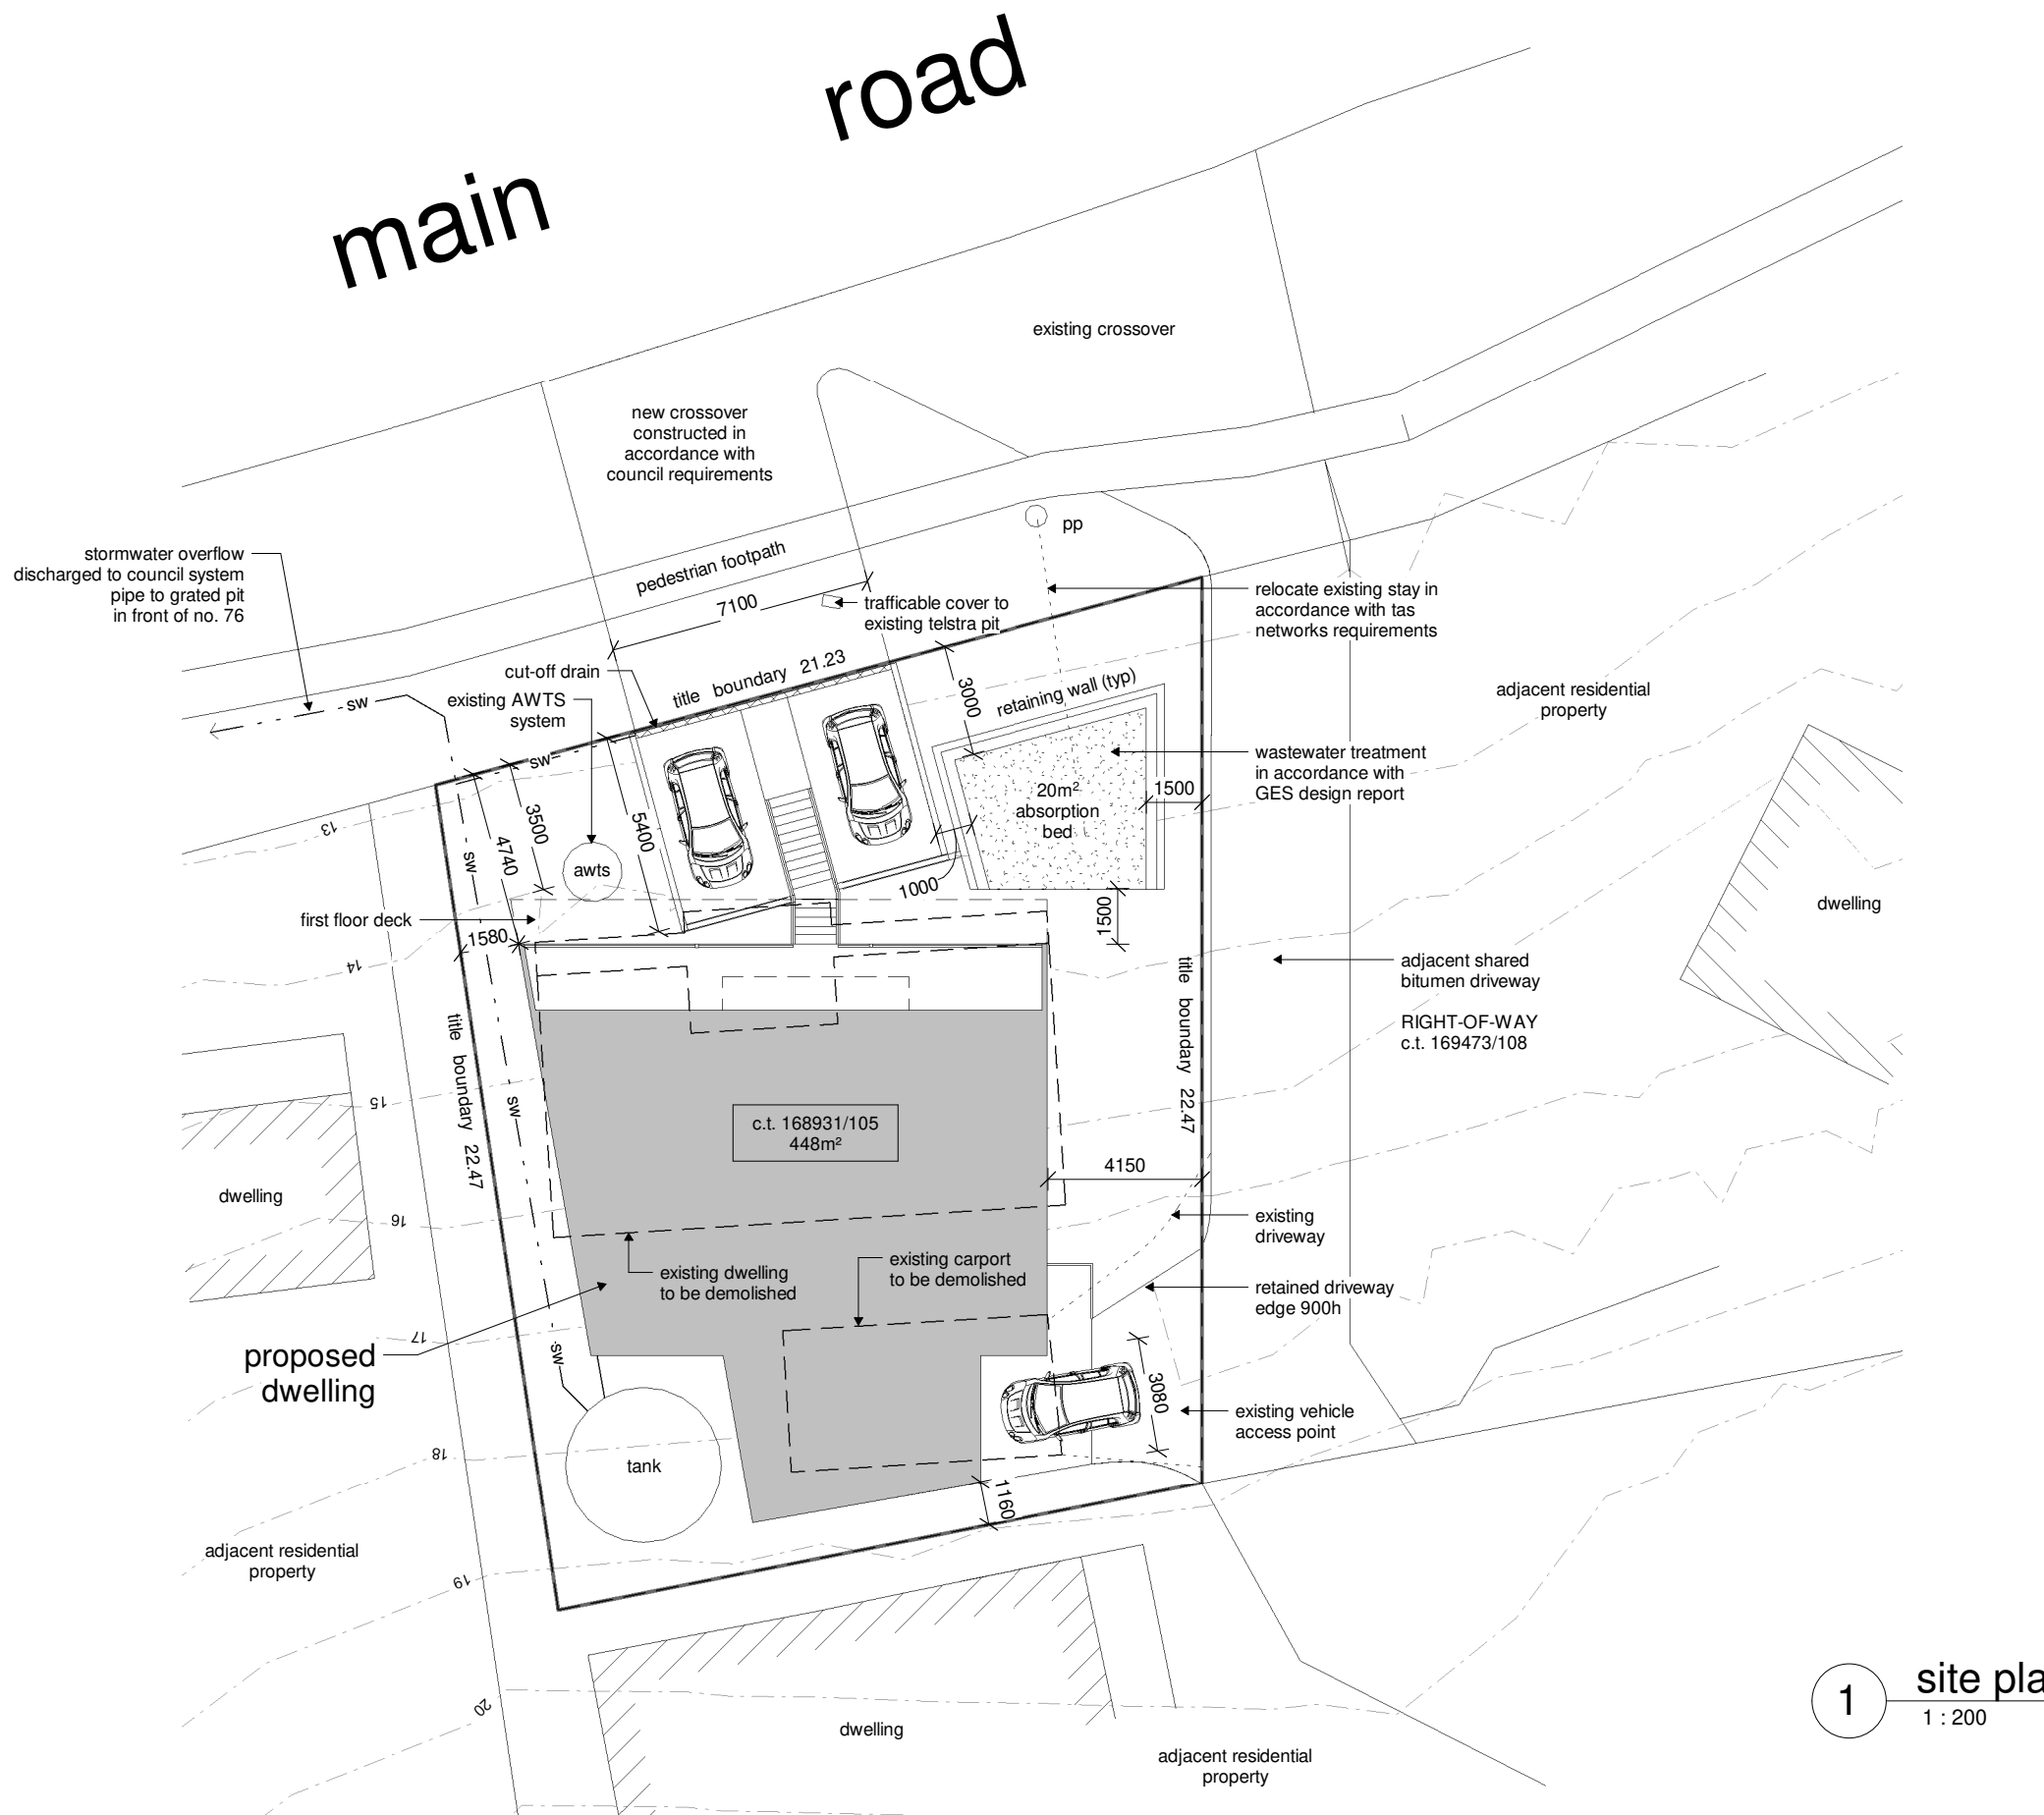 main road
existing crossover
new crossover
constructed in
accordance with
council requirements
pp
stormwater overflow
discharged to council system
pipe to grated pit
in front of no. 76
pedestrian footpath
7100
trafficable cover to
existing telstra pit
relocate existing stay in
accordance with tas
networks requirements
cut-off drain
title boundary 21.23
existing AWTS
system
sw
sw
3000
retaining wall (typ)
adjacent residential
property
wastewater treatment
in accordance with
GES design report
20m²
absorption
bed
1500
13
sw
4740
3500
5400
awts
1000
1500
first floor deck
1580
14
dwelling
adjacent shared
bitumen driveway
RIGHT-OF-WAY
c.t. 169473/108
title boundary 22.47
title boundary 22.47
15
sw
c.t. 168931/105
448m²
4150
dwelling
16
existing
driveway
existing dwelling
to be demolished
existing carport
to be demolished
retained driveway
edge 900h
17
sw
proposed
dwelling
3080
existing vehicle
access point
18
tank
1160
adjacent residential
property
19
20
dwelling
adjacent residential
property
1
site pla
1 : 200